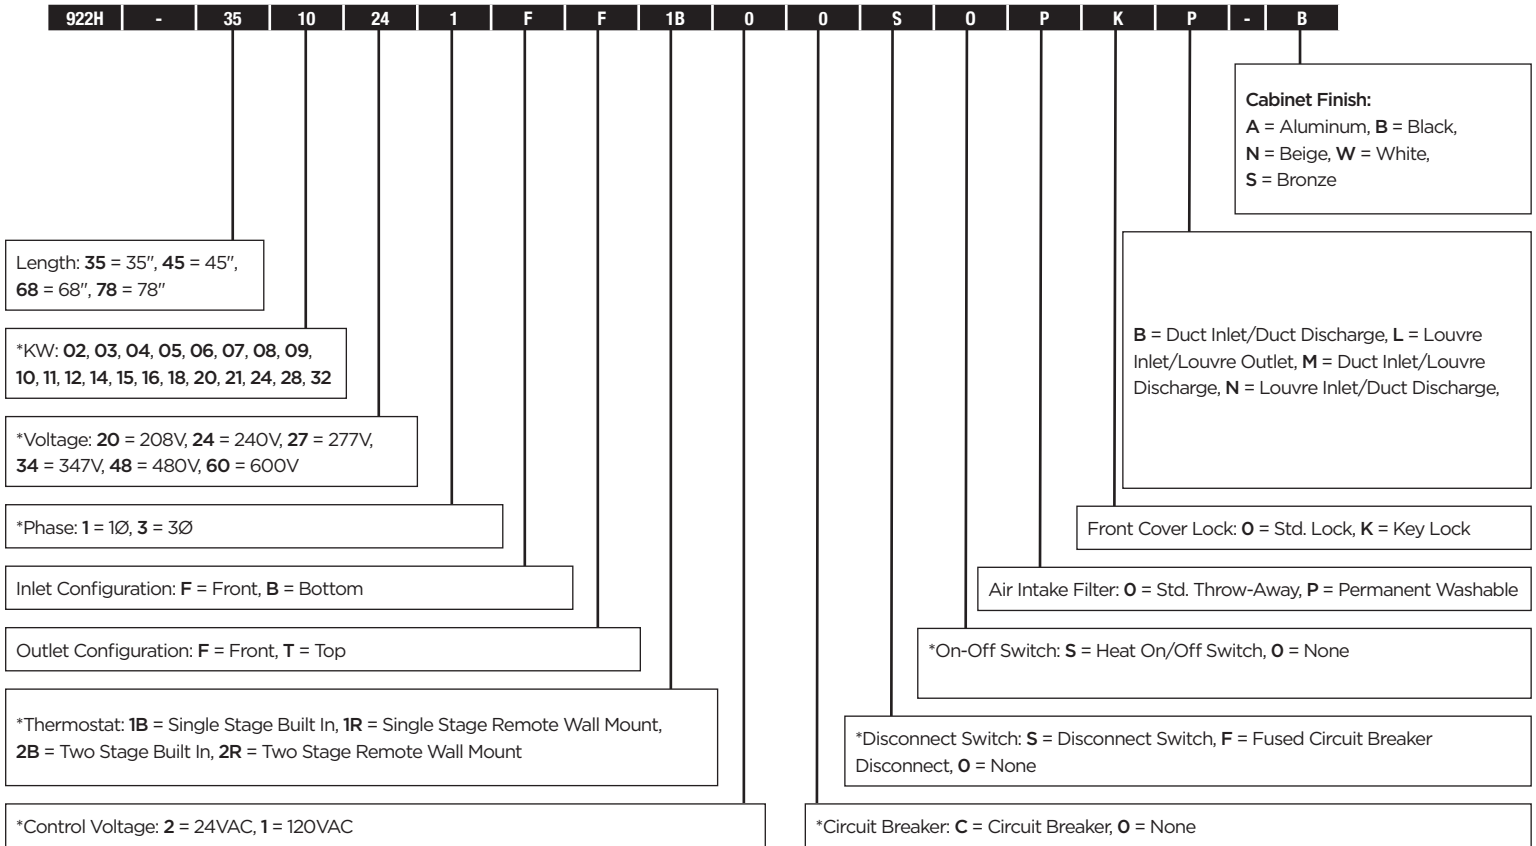 922H - 35 10 24 1 F F 1B 0 0 S 0 P K P - B
Cabinet Finish:
A = Aluminum, B = Black,
N = Beige, W = White,
S = Bronze
Length: 35 = 35", 45 = 45",
68 = 68", 78 = 78"
*KW: 02, 03, 04, 05, 06, 07, 08, 09,
10, 11, 12, 14, 15, 16, 18, 20, 21, 24, 28, 32
B = Duct Inlet/Duct Discharge, L = Louvre
Inlet/Louvre Outlet, M = Duct Inlet/Louvre
Discharge, N = Louvre Inlet/Duct Discharge,
*Voltage: 20 = 208V, 24 = 240V, 27 = 277V,
34 = 347V, 48 = 480V, 60 = 600V
*Phase: 1 = 1Ø, 3 = 3Ø
Front Cover Lock: 0 = Std. Lock, K = Key Lock
Inlet Configuration: F = Front, B = Bottom
Air Intake Filter: 0 = Std. Throw-Away, P = Permanent Washable
Outlet Configuration: F = Front, T = Top
*On-Off Switch: S = Heat On/Off Switch, 0 = None
*Thermostat: 1B = Single Stage Built In, 1R = Single Stage Remote Wall Mount,
2B = Two Stage Built In, 2R = Two Stage Remote Wall Mount
*Disconnect Switch: S = Disconnect Switch, F = Fused Circuit Breaker
Disconnect, 0 = None
*Control Voltage: 2 = 24VAC, 1 = 120VAC
*Circuit Breaker: C = Circuit Breaker, 0 = None